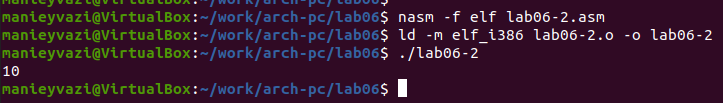 manieyvazi@VirtualBox:~/work/arch-pc/lab06$ nasm -f elf lab06-2.asm
manieyvazi@VirtualBox:~/work/arch-pc/lab06$ ld -m elf_i386 lab06-2.o -o lab06-2
manieyvazi@VirtualBox:~/work/arch-pc/lab06$ ./lab06-2
10
manieyvazi@VirtualBox:~/work/arch-pc/lab06$